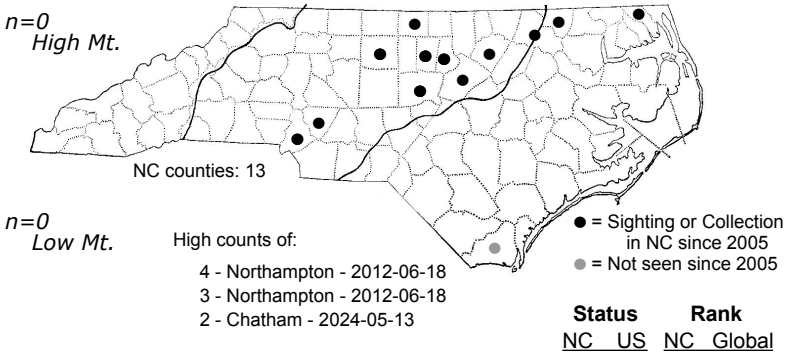 n=0
High Mt.
NC counties: 13
n=0
Low Mt.
High counts of:
4 - Northampton - 2012-06-18
3 - Northampton - 2012-06-18
2 - Chatham - 2024-05-13
= Sighting or Collection
in NC since 2005
= Not seen since 2005
Status Rank
NC US NC Global